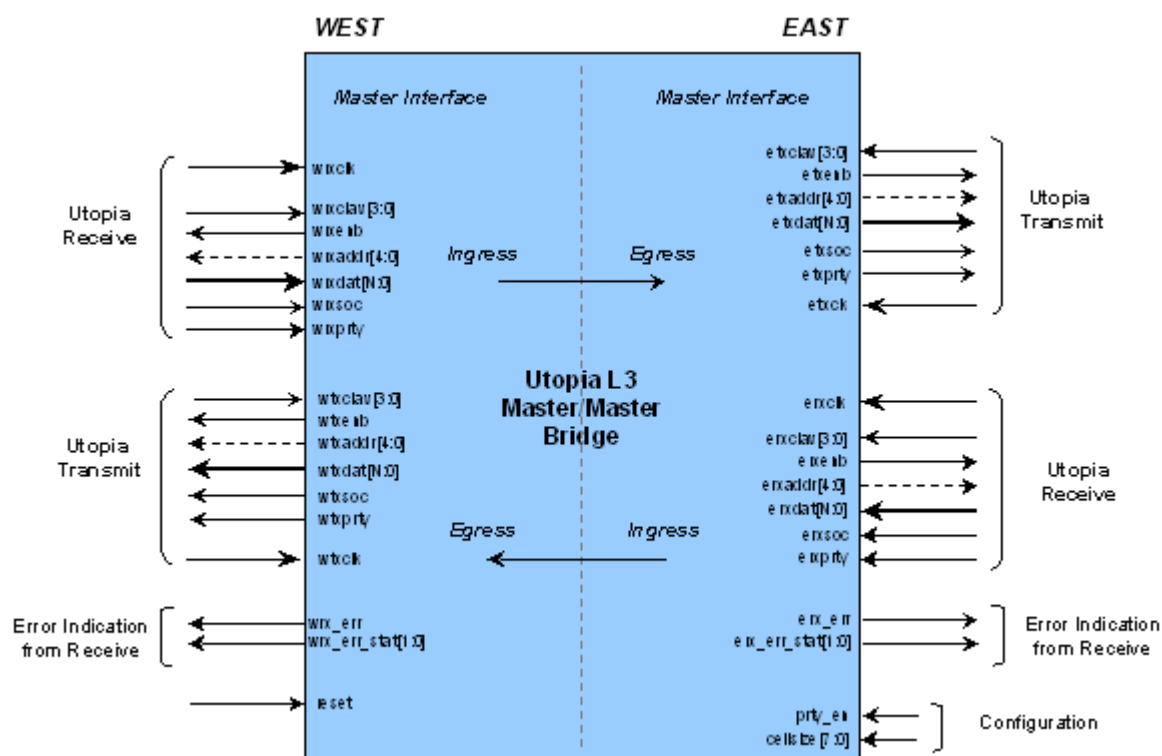 WEST
EAST
Master Interface
Master Interface
Utopia
Receive
wrxclk
wrxclav[3:0]
wrxenb
wrxaddr[4:0]
wrxdat[N:0]
wrxsoc
wrxprty
etxclav[3:0]
etxenb
etxaddr[4:0]
etxdat[N:0]
etxsoc
etxprty
etxclk
Utopia
Transmit
Ingress
Egress
Utopia L3
Master/Master
Bridge
Utopia
Transmit
wtxclav[3:0]
wtxenb
wtxaddr[4:0]
wtxdat[N:0]
wtxsoc
wtxprty
wtxclk
erxclk
erxclav[3:0]
erxenb
erxaddr[4:0]
erxdat[N:0]
erxsoc
erxprty
Utopia
Receive
Egress
Ingress
Error Indication
from Receive
wrx_err
wrx_err_stat[1:0]
erx_err
erx_err_stat[1:0]
Error Indication
from Receive
reset
prty_en
cellsize [7:0]
Configuration